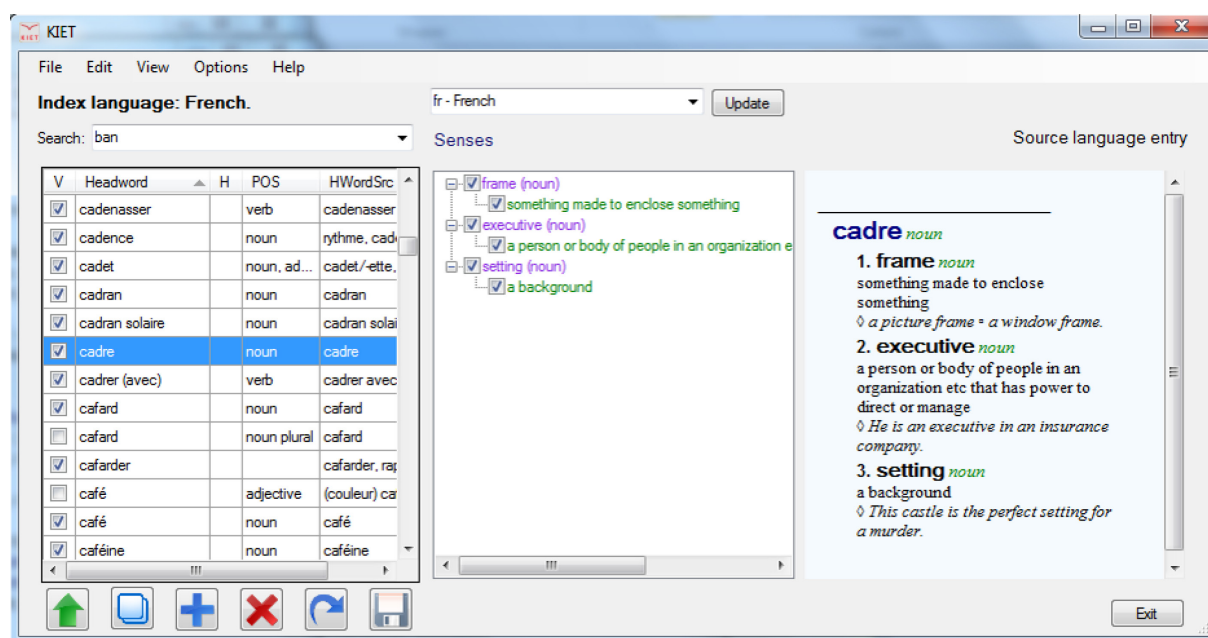 KIET
KIET
File Edit View Options Help
Index language: French.
fr - French
Update
Search: ban
Senses
Source language entry
V Headword H POS HWordSrc
cadenasser verb cadenasser
cadence noun rythme, cad
cadet noun, ad... cadet/-ette,
cadran noun cadran
cadran solaire noun cadran solai
cadre noun cadre
cadrer (avec) verb cadrer avec
cafard noun cafard
cafard noun plural cafard
cafarder cafarder, rap
café adjective (couleur) ca
café noun café
caféine noun caféine
frame (noun)
something made to enclose something
executive (noun)
a person or body of people in an organization e
setting (noun)
a background
cadre noun
1. frame noun
something made to enclose
something
◊ a picture frame ▫ a window frame.
2. executive noun
a person or body of people in an
organization etc that has power to
direct or manage
◊ He is an executive in an insurance
company.
3. setting noun
a background
◊ This castle is the perfect setting for
a murder.
Exit